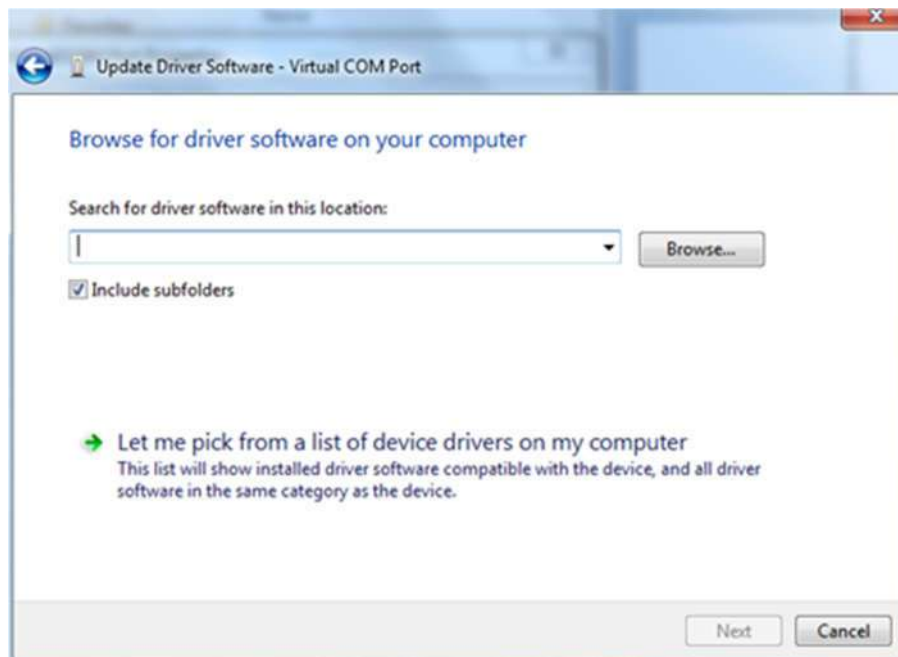 Update Driver Software - Virtual COM Port
Browse for driver software on your computer
Search for driver software in this location:
Browse...
Include subfolders
Let me pick from a list of device drivers on my computer
This list will show installed driver software compatible with the device, and all driver
software in the same category as the device.
Next
Cancel